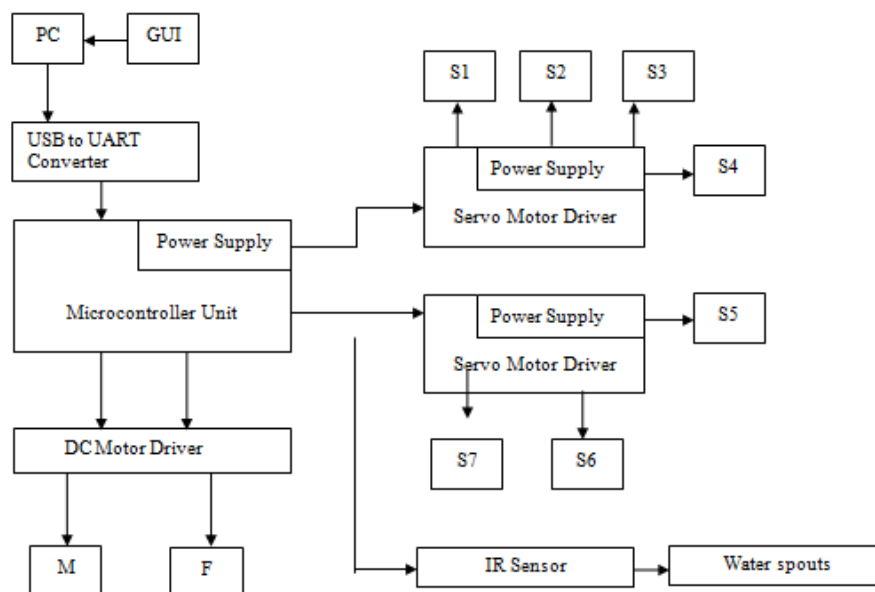 PC
GUI
USB to UART
Converter
Power Supply
Microcontroller Unit
DC Motor Driver
M
F
S1
S2
S3
Power Supply
S4
Servo Motor Driver
Power Supply
S5
Servo Motor Driver
S7
S6
IR Sensor
Water spouts